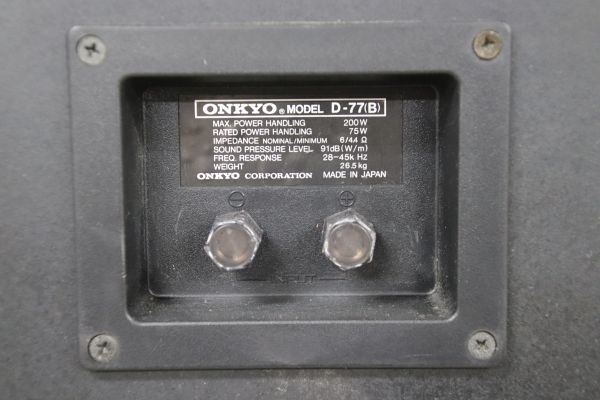 ONKYO ® MODEL D-77(B)
MAX. POWER HANDLING 200W
RATED POWER HANDLING 75W
IMPEDANCE NOMINAL/MINIMUM 6/4.4 Ω
SOUND PRESSURE LEVEL 91dB(W/m)
FREQ. RESPONSE 28-45k HZ
WEIGHT 26.5kg
ONKYO CORPORATION MADE IN JAPAN
⊖ ⊕
INPUT